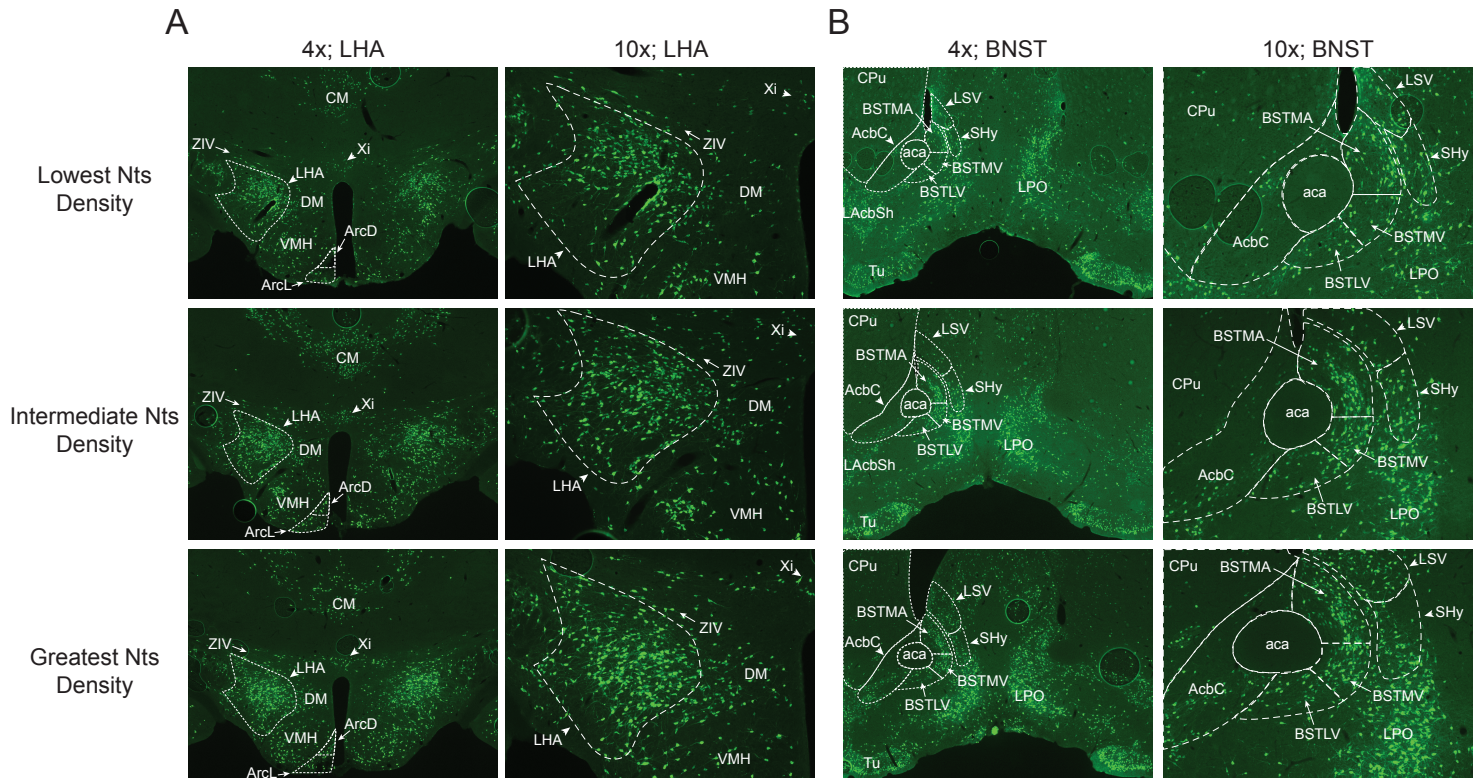 A
B
4x; LHA
10x; LHA
4x; BNST
10x; BNST
Lowest Nts
Density
CM
ZIV
Xi
LHA
DM
VMH
ArcD
ArcL
Xi
ZIV
DM
LHA
VMH
CPu
LSV
BSTMA
AcbC
SHy
aca
BSTMV
BSTLV
LPO
LAcbSh
Tu
LSV
CPu
BSTMA
SHy
aca
AcbC
BSTMV
BSTLV
LPO
Intermediate Nts
Density
CM
ZIV
Xi
LHA
DM
VMH
ArcD
ArcL
Xi
ZIV
DM
LHA
VMH
CPu
LSV
BSTMA
AcbC
SHy
aca
BSTMV
BSTLV
LPO
LAcbSh
Tu
LSV
BSTMA
CPu
SHy
aca
AcbC
BSTMV
BSTLV
LPO
Greatest Nts
Density
CM
ZIV
Xi
LHA
DM
ArcD
VMH
ArcL
Xi
ZIV
DM
LHA
VMH
CPu
LSV
BSTMA
AcbC
SHy
aca
BSTMV
BSTLV
LPO
Tu
CPu
BSTMA
LSV
SHy
aca
AcbC
BSTMV
BSTLV
LPO